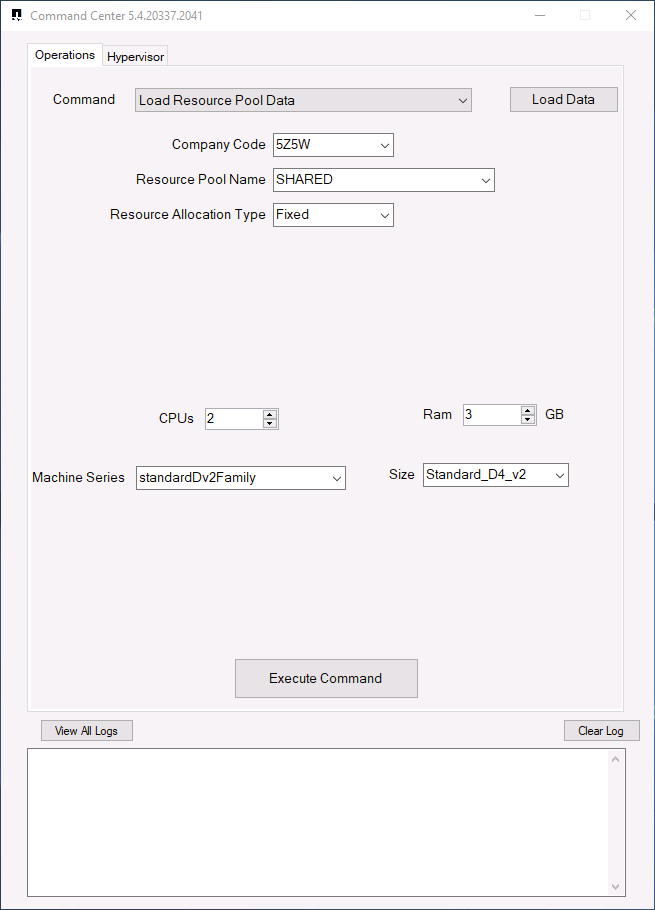 Command Center 5.4.20337.2041
Operations Hypervisor
Command Load Resource Pool Data Load Data
Company Code 5Z5W
Resource Pool Name SHARED
Resource Allocation Type Fixed
CPUs 2 Ram 3 GB
Machine Series standardDv2Family Size Standard_D4_v2
Execute Command
View All Logs Clear Log